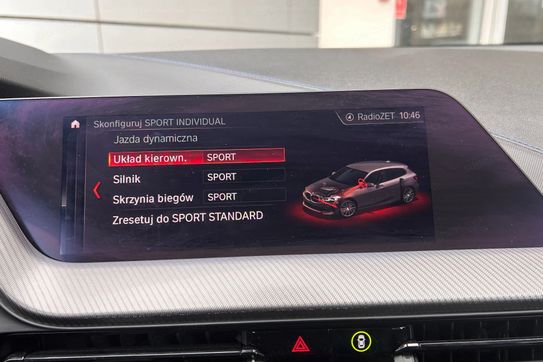 Skonfiguruj SPORT INDIVIDUAL
RadioZET 10:46
Jazda dynamiczna
Układ kierown. SPORT
Silnik SPORT
Skrzynia biegów SPORT
Zresetuj do SPORT STANDARD